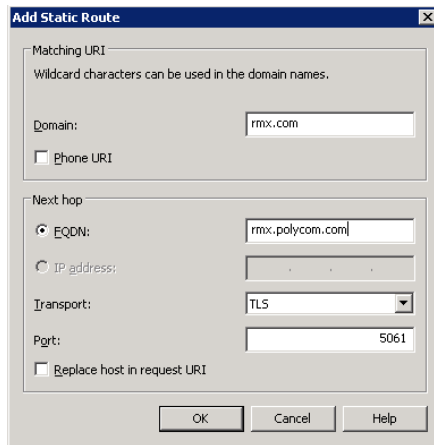 Add Static Route
Matching URI
Wildcard characters can be used in the domain names.
Domain: rmx.com
Phone URI
Next hop
FQDN: rmx.polycom.com
IP address: . . .
Transport: TLS
Port: 5061
Replace host in request URI
OK Cancel Help